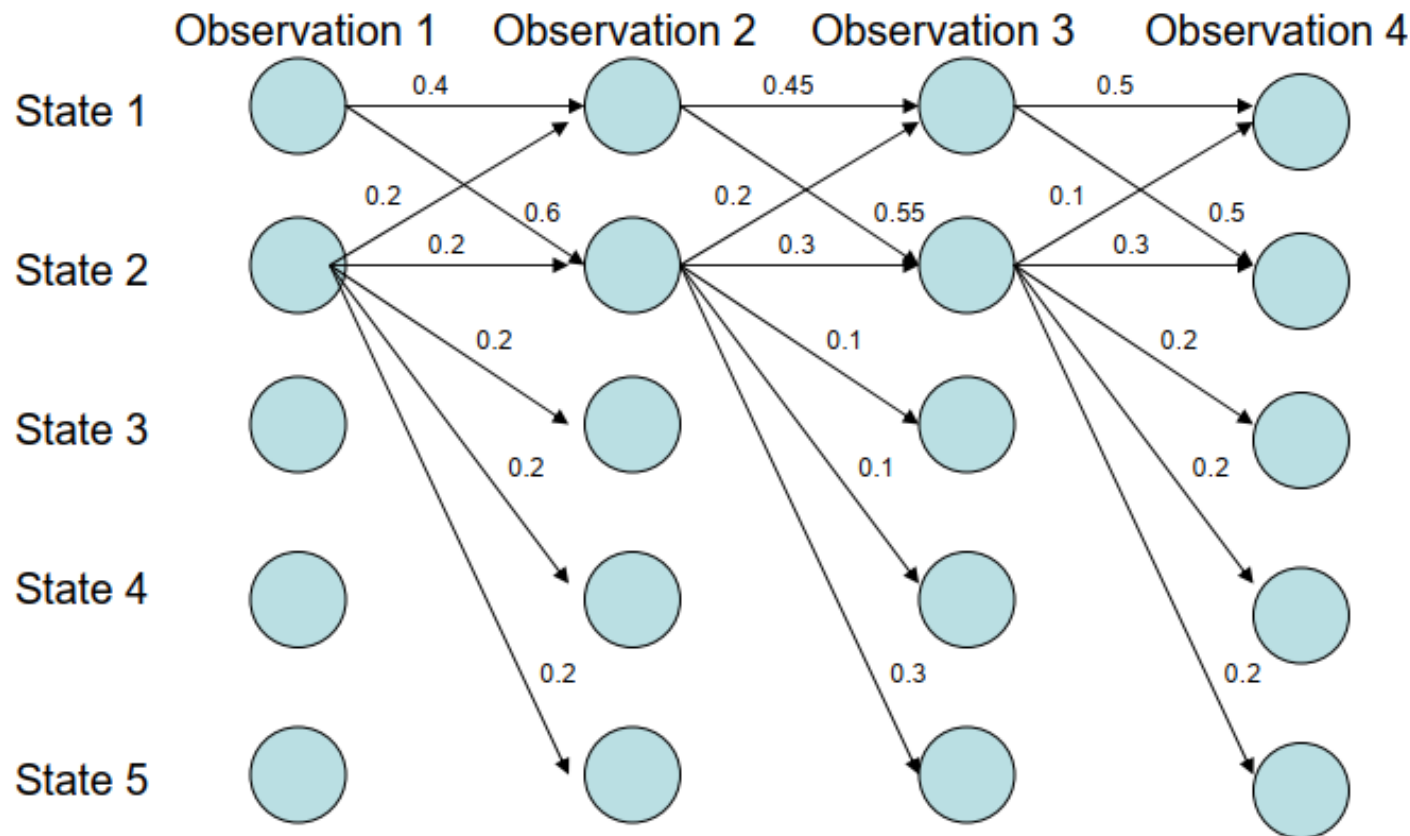 Observation 1 Observation 2 Observation 3 Observation 4
0.4 0.45 0.5
State 1
0.2 0.6 0.2 0.55 0.1 0.5
State 2 0.2 0.3 0.3
0.2 0.1 0.2
State 3
0.2 0.1 0.2
State 4
0.2 0.3 0.2
State 5